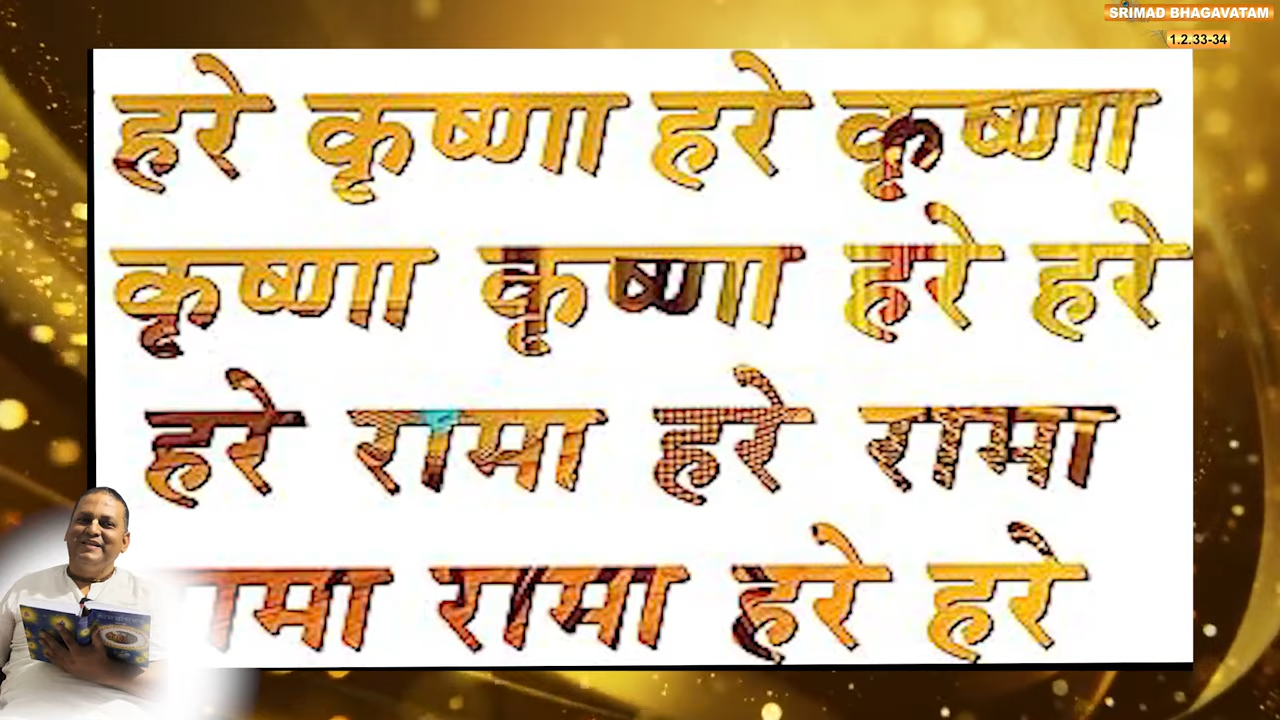 SRIMAD BHAGAVATAM
1.2.33-34
हरे कृष्णा हरे कृष्णा
कृष्णा कृष्णा हरे हरे
हरे रामा हरे रामा
रामा रामा हरे हरे